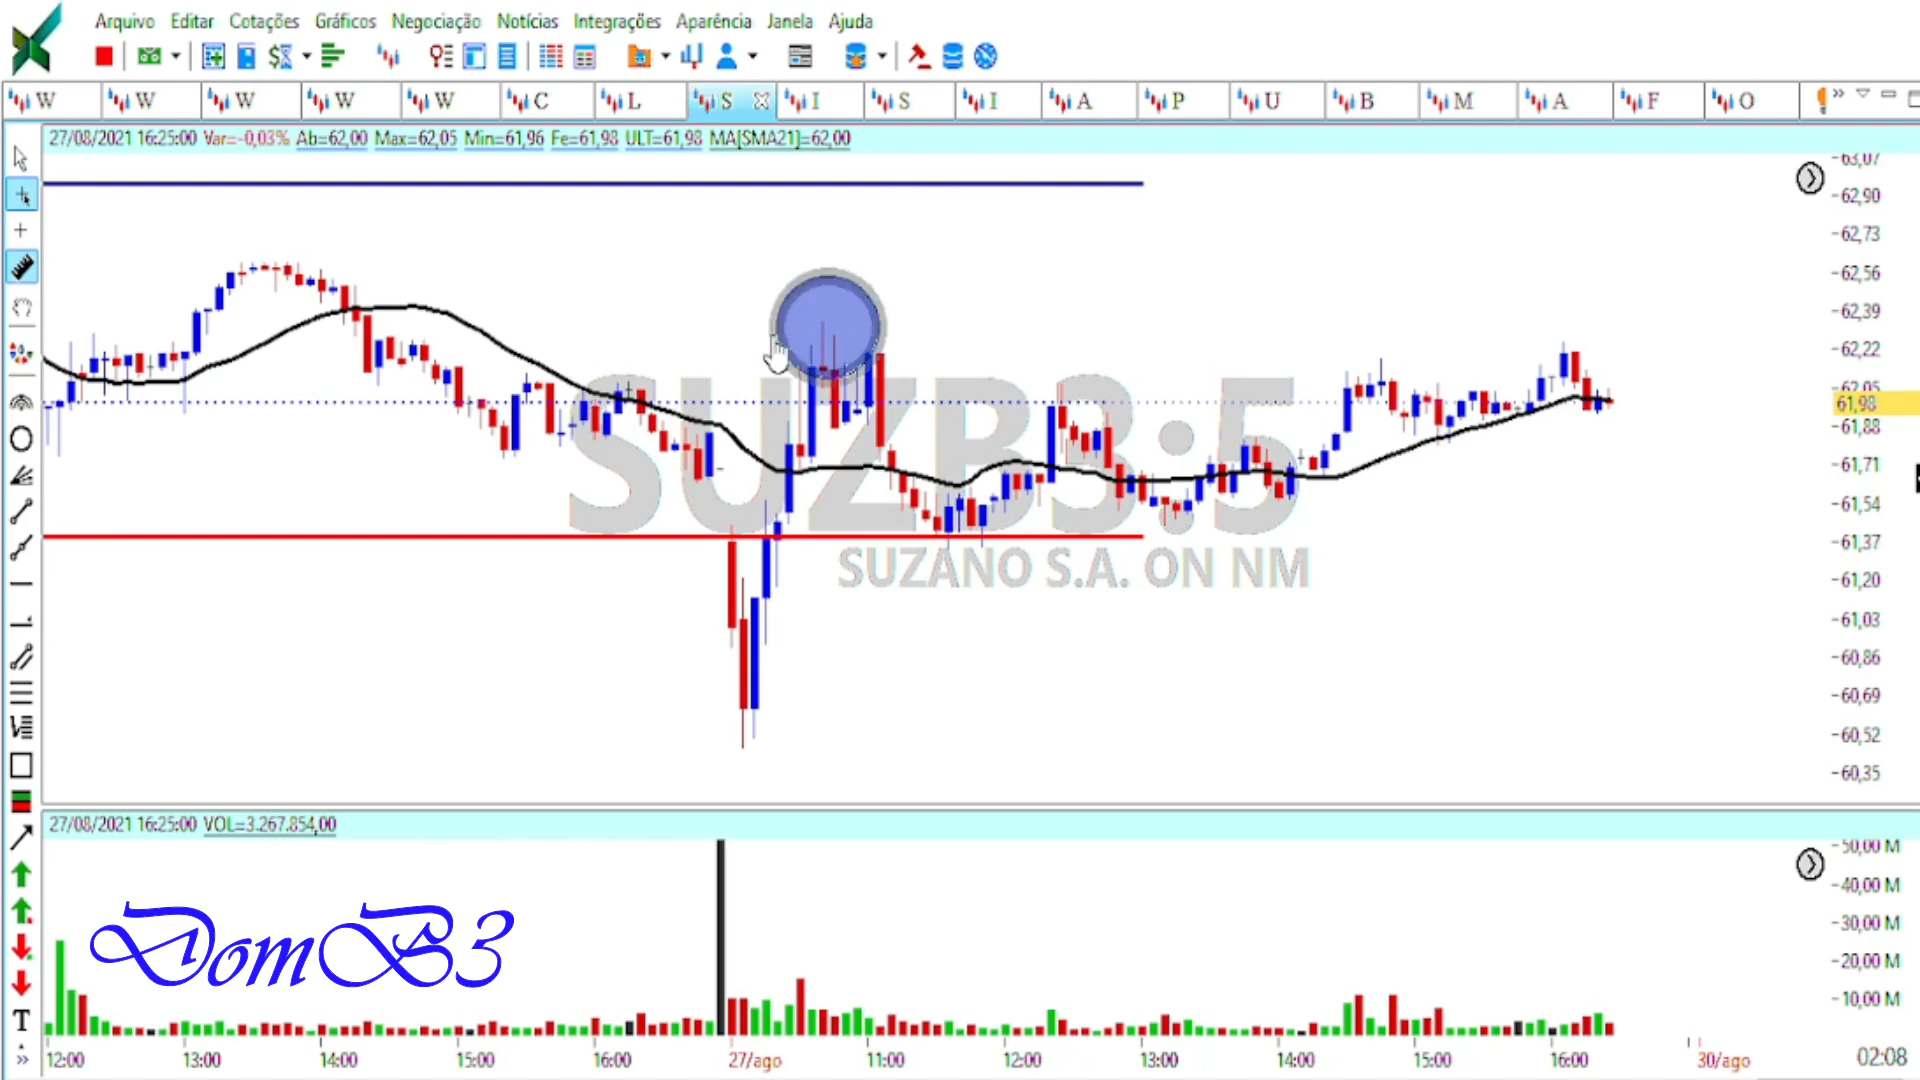 Arquivo Editar Cotações Gráficos Negociação Notícias Integrações Aparência Janela Ajuda
W W W W W C L S I S I A P U B M A F O
27/08/2021 16:25:00 Var=-0,03% Ab=62,00 Max=62,05 Min=61,96 Fe=61,98 ULT=61,98 MA[SMA21]=62,00
63,07
62,90
62,73
62,56
62,39
62,22
62,05
61,98
61,88
61,71
61,54
61,37
61,20
61,03
60,86
60,69
60,52
60,35
SUZB3:5
SUZANO S.A. ON NM
27/08/2021 16:25:00 VOL=3.267.854,00
50,00 M
40,00 M
30,00 M
20,00 M
10,00 M
DomB3
T
12:00 13:00 14:00 15:00 16:00 27/ago 11:00 12:00 13:00 14:00 15:00 16:00 30/ago 02:08